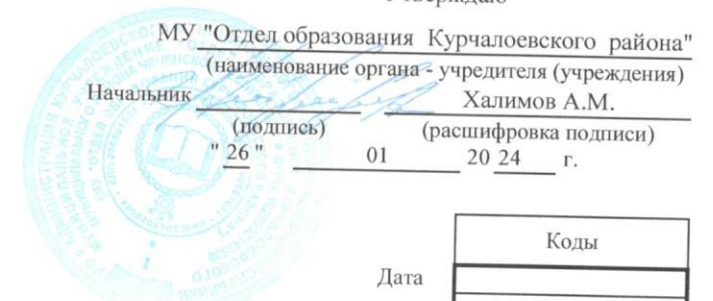 МУ "Отдел образования Курчалоевского района"
(наименование органа - учредителя (учреждения)
Начальник Халимов А.М.
(подпись) (расшифровка подписи)
" 26 " 01 20 24 г.
Коды
Дата